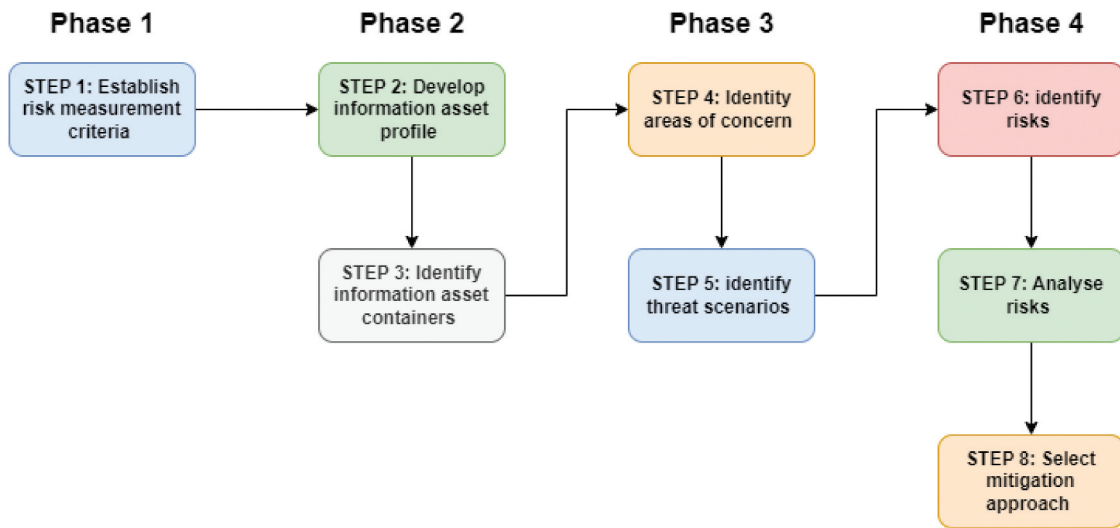 Phase 1
Phase 2
Phase 3
Phase 4
STEP 1: Establish
risk measurement
criteria
STEP 2: Develop
information asset
profile
STEP 3: Identify
information asset
containers
STEP 4: Identity
areas of concern
STEP 5: identify
threat scenarios
STEP 6: identify
risks
STEP 7: Analyse
risks
STEP 8: Select
mitigation
approach